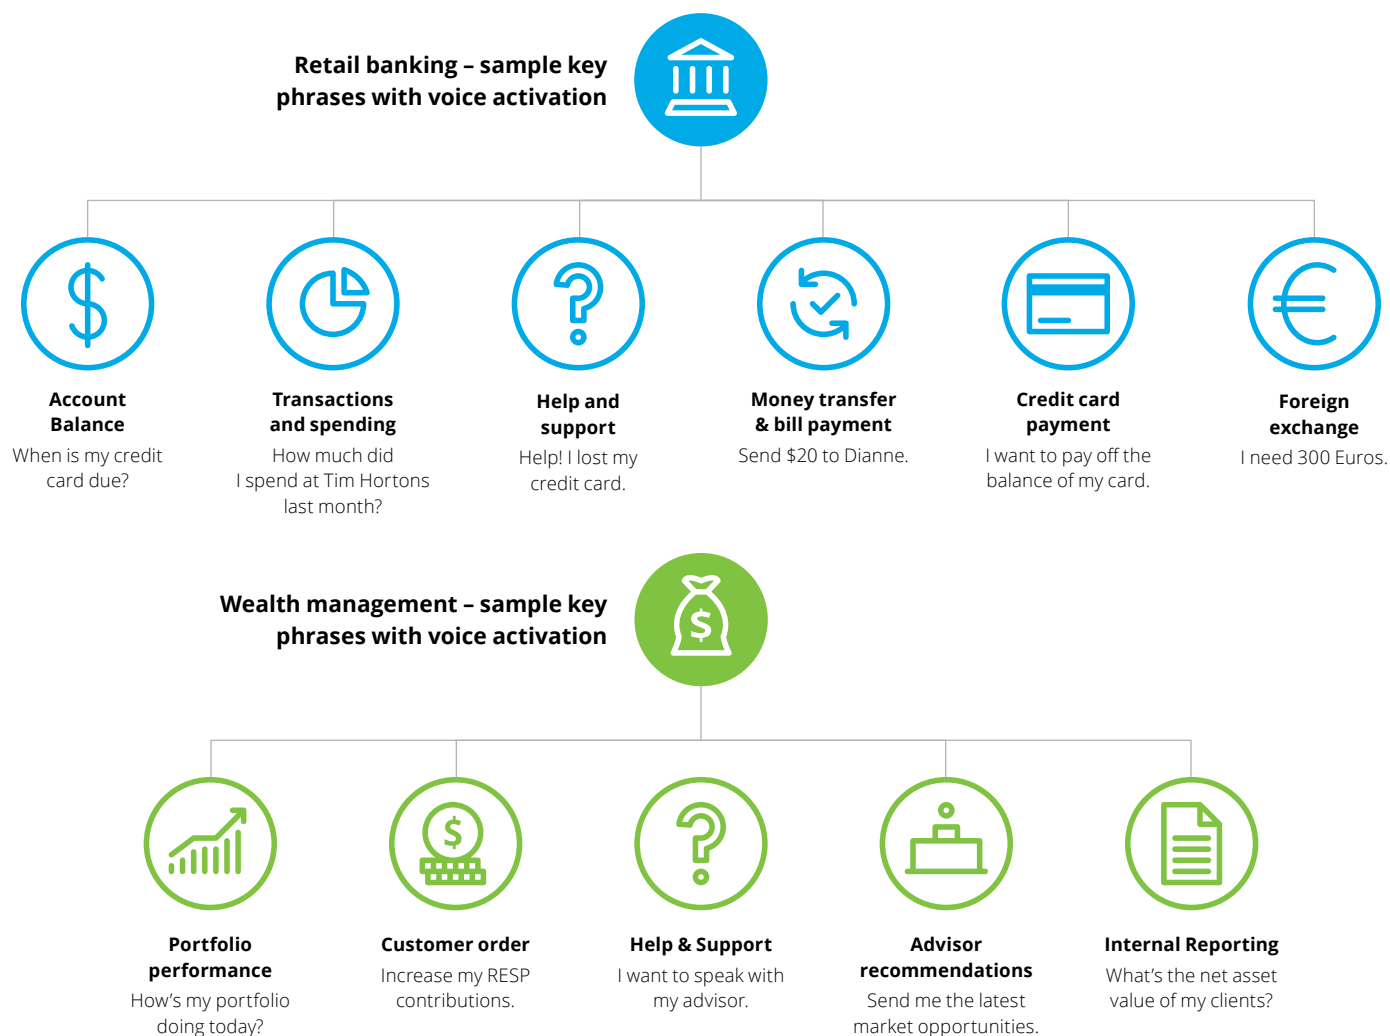 Retail banking – sample key
phrases with voice activation
Account
Balance
When is my credit
card due?
Transactions
and spending
How much did
I spend at Tim Hortons
last month?
Help and
support
Help! I lost my
credit card.
Money transfer
& bill payment
Send $20 to Dianne.
Credit card
payment
I want to pay off the
balance of my card.
Foreign
exchange
I need 300 Euros.
Wealth management – sample key
phrases with voice activation
Portfolio
performance
How’s my portfolio
doing today?
Customer order
Increase my RESP
contributions.
Help & Support
I want to speak with
my advisor.
Advisor
recommendations
Send me the latest
market opportunities.
Internal Reporting
What’s the net asset
value of my clients?